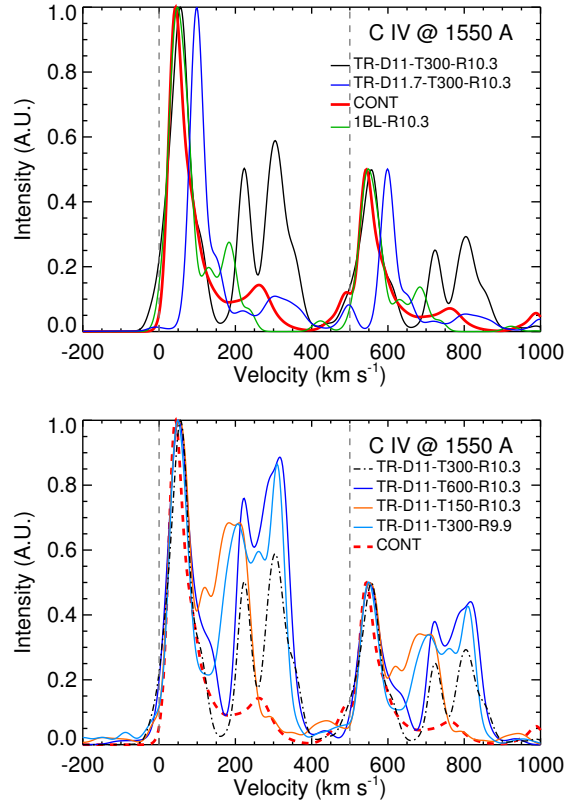 C IV @ 1550 A
TR-D11-T300-R10.3
TR-D11.7-T300-R10.3
CONT
1BL-R10.3
Intensity (A.U.)
1.0
0.8
0.6
0.4
0.2
0.0
-200 0 200 400 600 800 1000
Velocity (km s⁻¹)
C IV @ 1550 A
TR-D11-T300-R10.3
TR-D11-T600-R10.3
TR-D11-T150-R10.3
TR-D11-T300-R9.9
CONT
Intensity (A.U.)
1.0
0.8
0.6
0.4
0.2
0.0
-200 0 200 400 600 800 1000
Velocity (km s⁻¹)